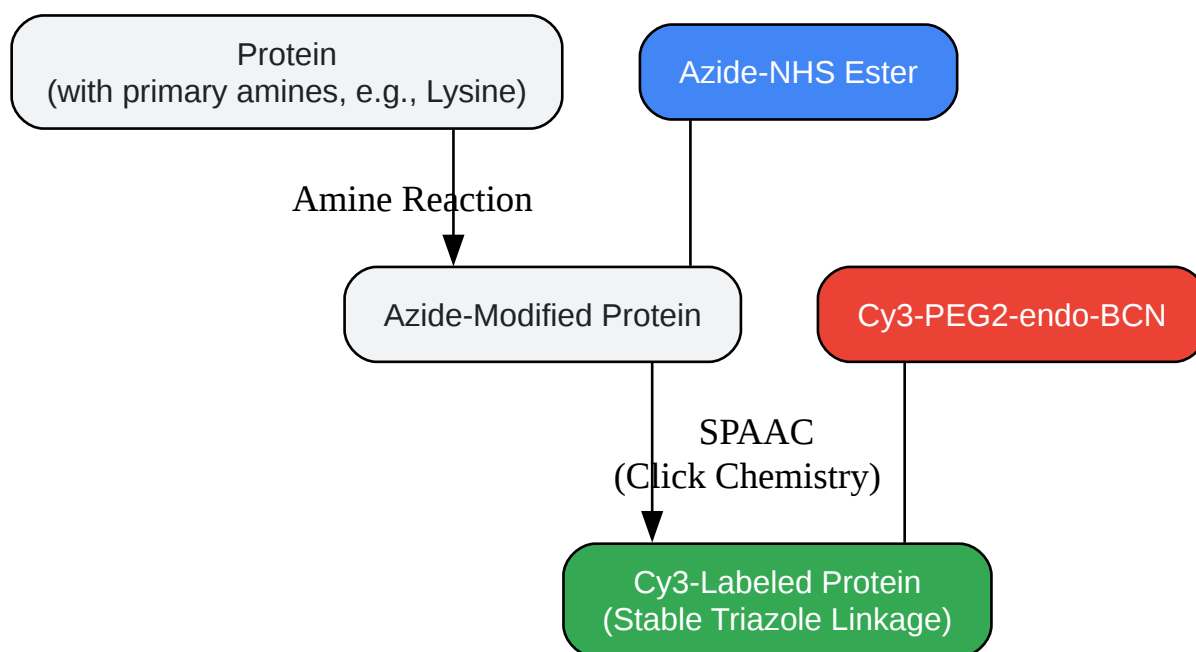 Protein
(with primary amines, e.g., Lysine)
Azide-NHS Ester
Amine Reaction
Azide-Modified Protein
Cy3-PEG2-endo-BCN
SPAAC
(Click Chemistry)
Cy3-Labeled Protein
(Stable Triazole Linkage)